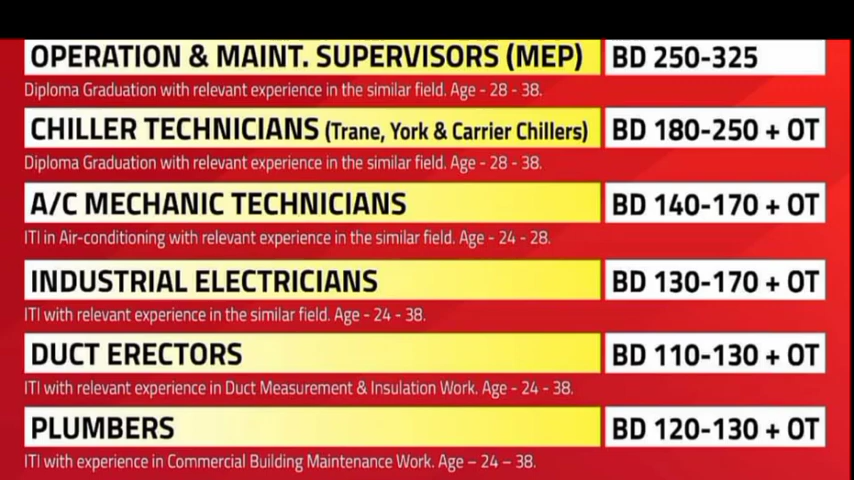 OPERATION & MAINT. SUPERVISORS (MEP) BD 250-325
Diploma Graduation with relevant experience in the similar field. Age - 28 - 38.
CHILLER TECHNICIANS (Trane, York & Carrier Chillers) BD 180-250 + OT
Diploma Graduation with relevant experience in the similar field. Age - 28 - 38.
A/C MECHANIC TECHNICIANS BD 140-170 + OT
ITI in Air-conditioning with relevant experience in the similar field. Age - 24 - 28.
INDUSTRIAL ELECTRICIANS BD 130-170 + OT
ITI with relevant experience in the similar field. Age - 24 - 38.
DUCT ERECTORS BD 110-130 + OT
ITI with relevant experience in Duct Measurement & Insulation Work. Age - 24 - 38.
PLUMBERS BD 120-130 + OT
ITI with experience in Commercial Building Maintenance Work. Age – 24 – 38.